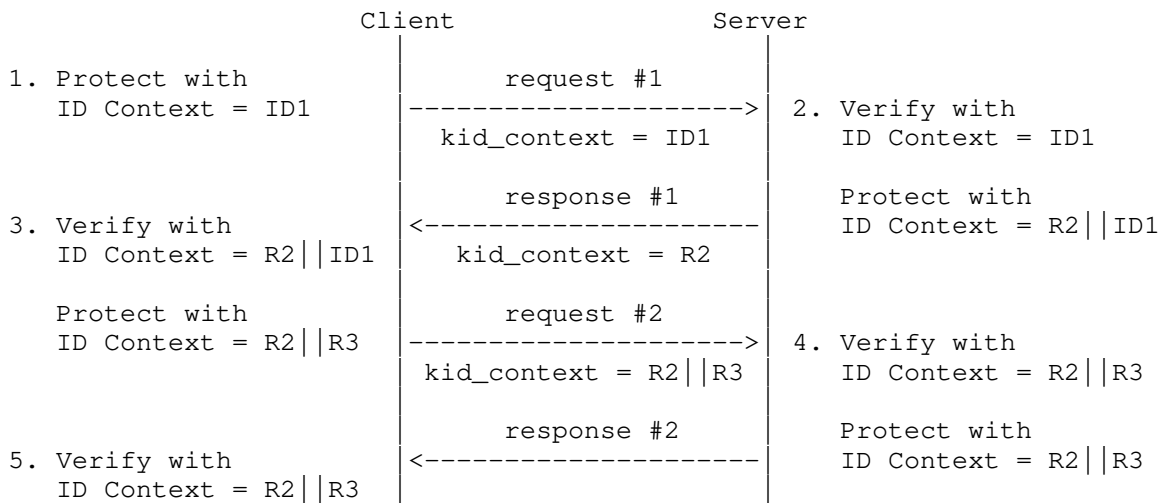 Client Server
1. Protect with request #1
ID Context = ID1 |--------------------->| 2. Verify with
kid_context = ID1 ID Context = ID1
response #1 Protect with
3. Verify with |<---------------------| ID Context = R2||ID1
ID Context = R2||ID1 kid_context = R2
Protect with request #2
ID Context = R2||R3 |--------------------->| 4. Verify with
kid_context = R2||R3 ID Context = R2||R3
response #2 Protect with
5. Verify with |<---------------------| ID Context = R2||R3
ID Context = R2||R3